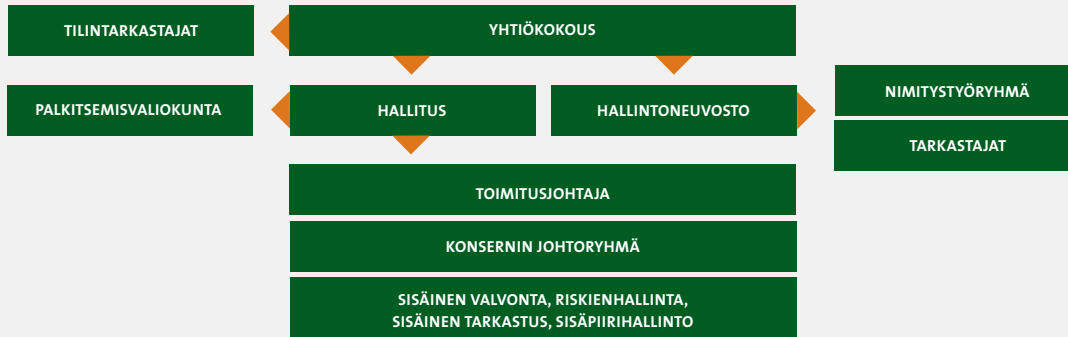 TILINTARKASTAJAT
YHTIÖKOKOUS
PALKITSEMISVALIOKUNTA
HALLITUS
HALLINTONEUVOSTO
NIMITYSTYÖRYHMÄ
TARKASTAJAT
TOIMITUSJOHTAJA
KONSERNIN JOHTORYHMÄ
SISÄINEN VALVONTA, RISKIENHALLINTA,
SISÄINEN TARKASTUS, SISÄPIIRIHALLINTO